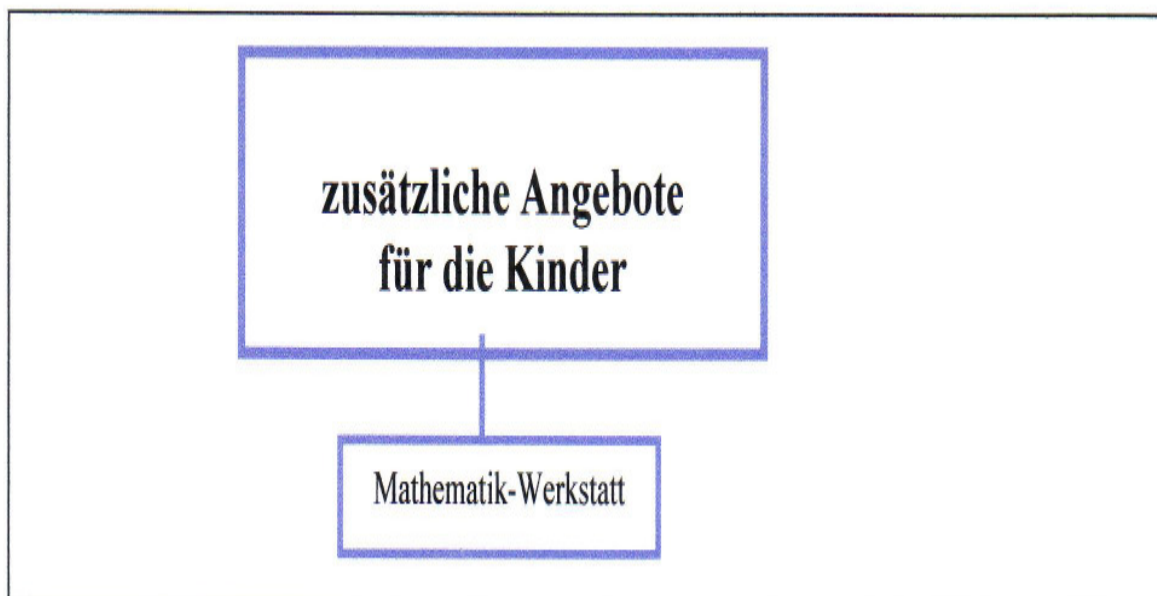 zusätzliche Angebote
für die Kinder
Mathematik-Werkstatt